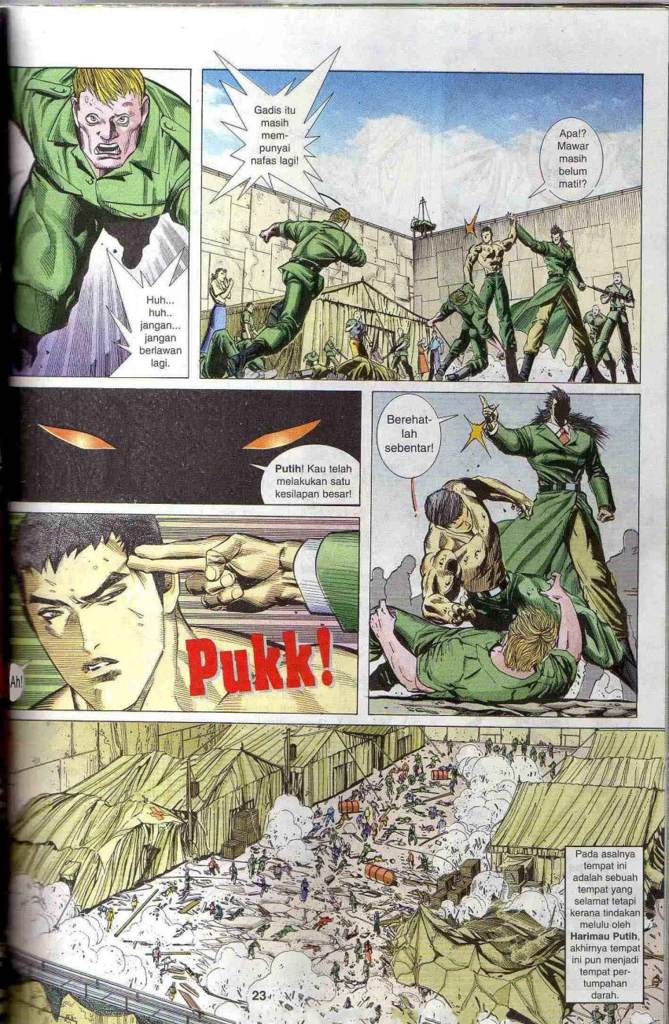 Huh...
huh..
jangan...
jangan
berlawan
lagi.
Gadis itu
masih
mem-
punyai
nafas lagi!
Apa!?
Mawar
masih
belum
mati!?
Putih! Kau telah
melakukan satu
kesilapan besar!
Ah!
Pukk!
Berehat-
lah
sebentar!
Pada asalnya
tempat ini
adalah sebuah
tempat yang
selamat tetapi
kerana tindakan
melulu oleh
Harimau Putih,
akhirnya tempat
ini pun menjadi
tempat per-
tumpahan
darah.
23